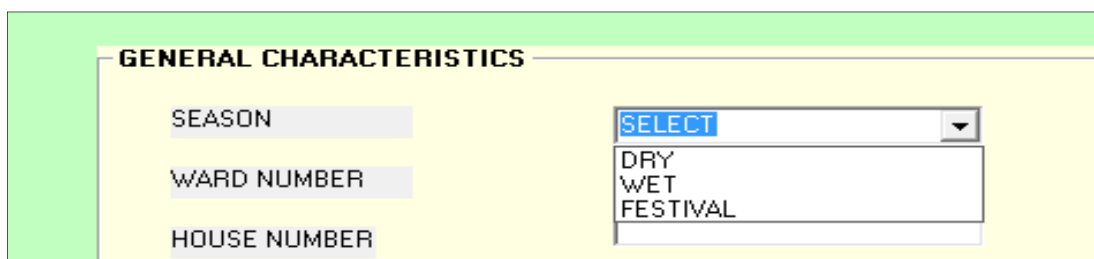 GENERAL CHARACTERISTICS
SEASON
SELECT
DRY
WET
FESTIVAL
WARD NUMBER
HOUSE NUMBER